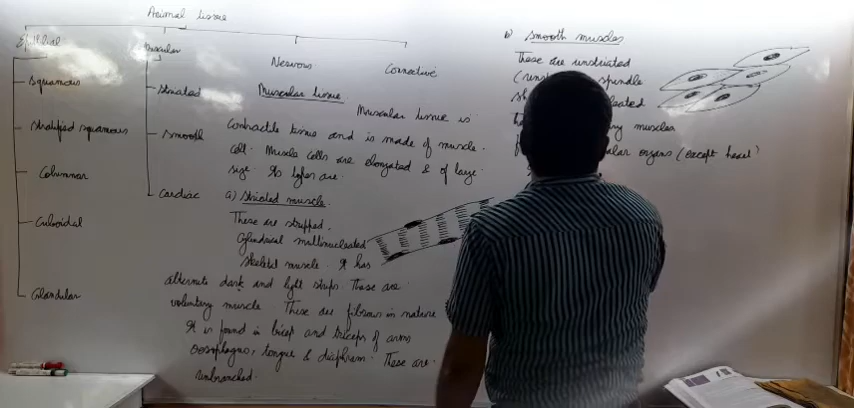 Animal tissue
Epithelial
Muscular
Nervous
Connective
Squamous
Stratified squamous
Columnar
Cuboidal
Glandular
Striated
Smooth
Cardiac
Muscular tissue
Muscular tissue is
Contractile tissue and is made of muscle
cell. Muscle cells are elongated & of large
size. Its types are.
a) Striated muscle.
These are striped,
Cylindrical multinucleated
skeletal muscle. It has
alternate dark and light strips. These are
voluntary muscle These are fibrous in nature
It is found in bicep and triceps of arms
oesophagus, tongue & diaphram. These are
unbranched.
b) Smooth muscles
These are unstriated
spindle
muscles
organs (except heart)